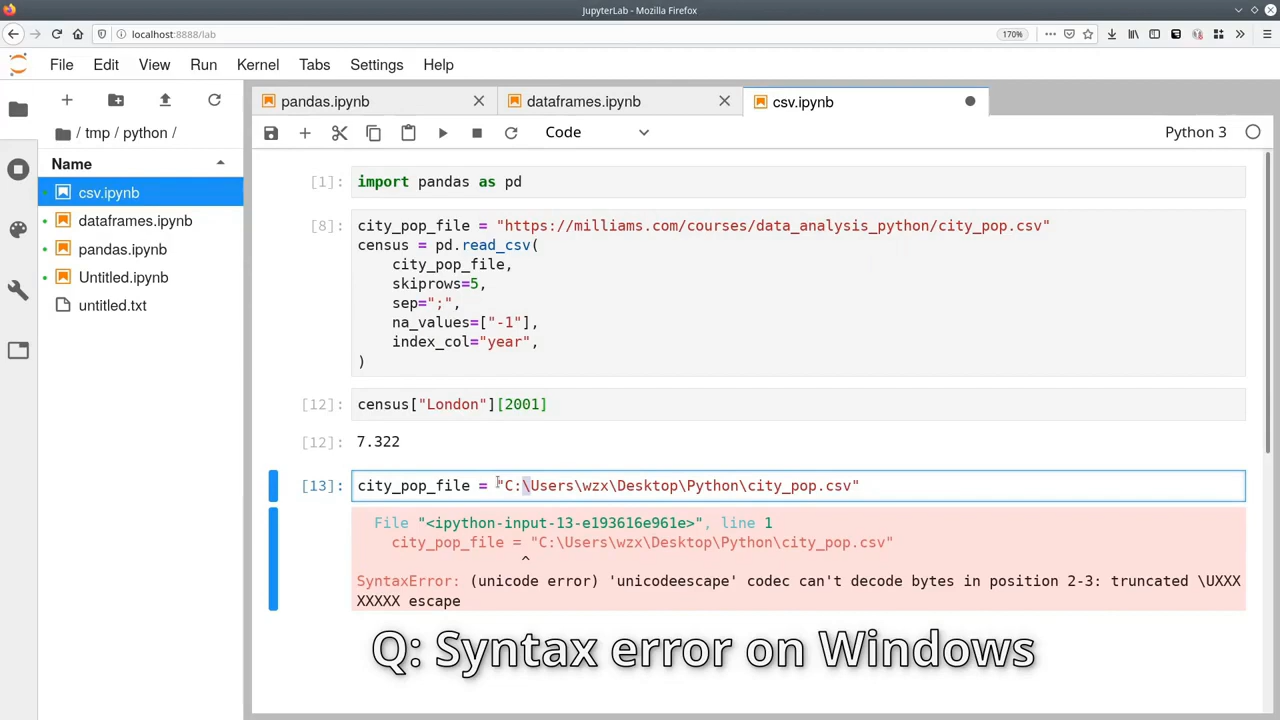 JupyterLab - Mozilla Firefox
localhost:8888/lab
170%
File Edit View Run Kernel Tabs Settings Help
pandas.ipynb
dataframes.ipynb
csv.ipynb
/ tmp / python /
Code
Python 3
Name
csv.ipynb
dataframes.ipynb
pandas.ipynb
Untitled.ipynb
untitled.txt
[1]: import pandas as pd
[8]: city_pop_file = "https://milliams.com/courses/data_analysis_python/city_pop.csv"
census = pd.read_csv(
    city_pop_file,
    skiprows=5,
    sep=";",
    na_values=["-1"],
    index_col="year",
)
[12]: census["London"][2001]
[12]: 7.322
[13]: city_pop_file = "C:\Users\wzx\Desktop\Python\city_pop.csv"
  File "<ipython-input-13-e193616e961e>", line 1
    city_pop_file = "C:\Users\wzx\Desktop\Python\city_pop.csv"
                   ^
SyntaxError: (unicode error) 'unicodeescape' codec can't decode bytes in position 2-3: truncated \UXXX
XXXXX escape
Q: Syntax error on Windows